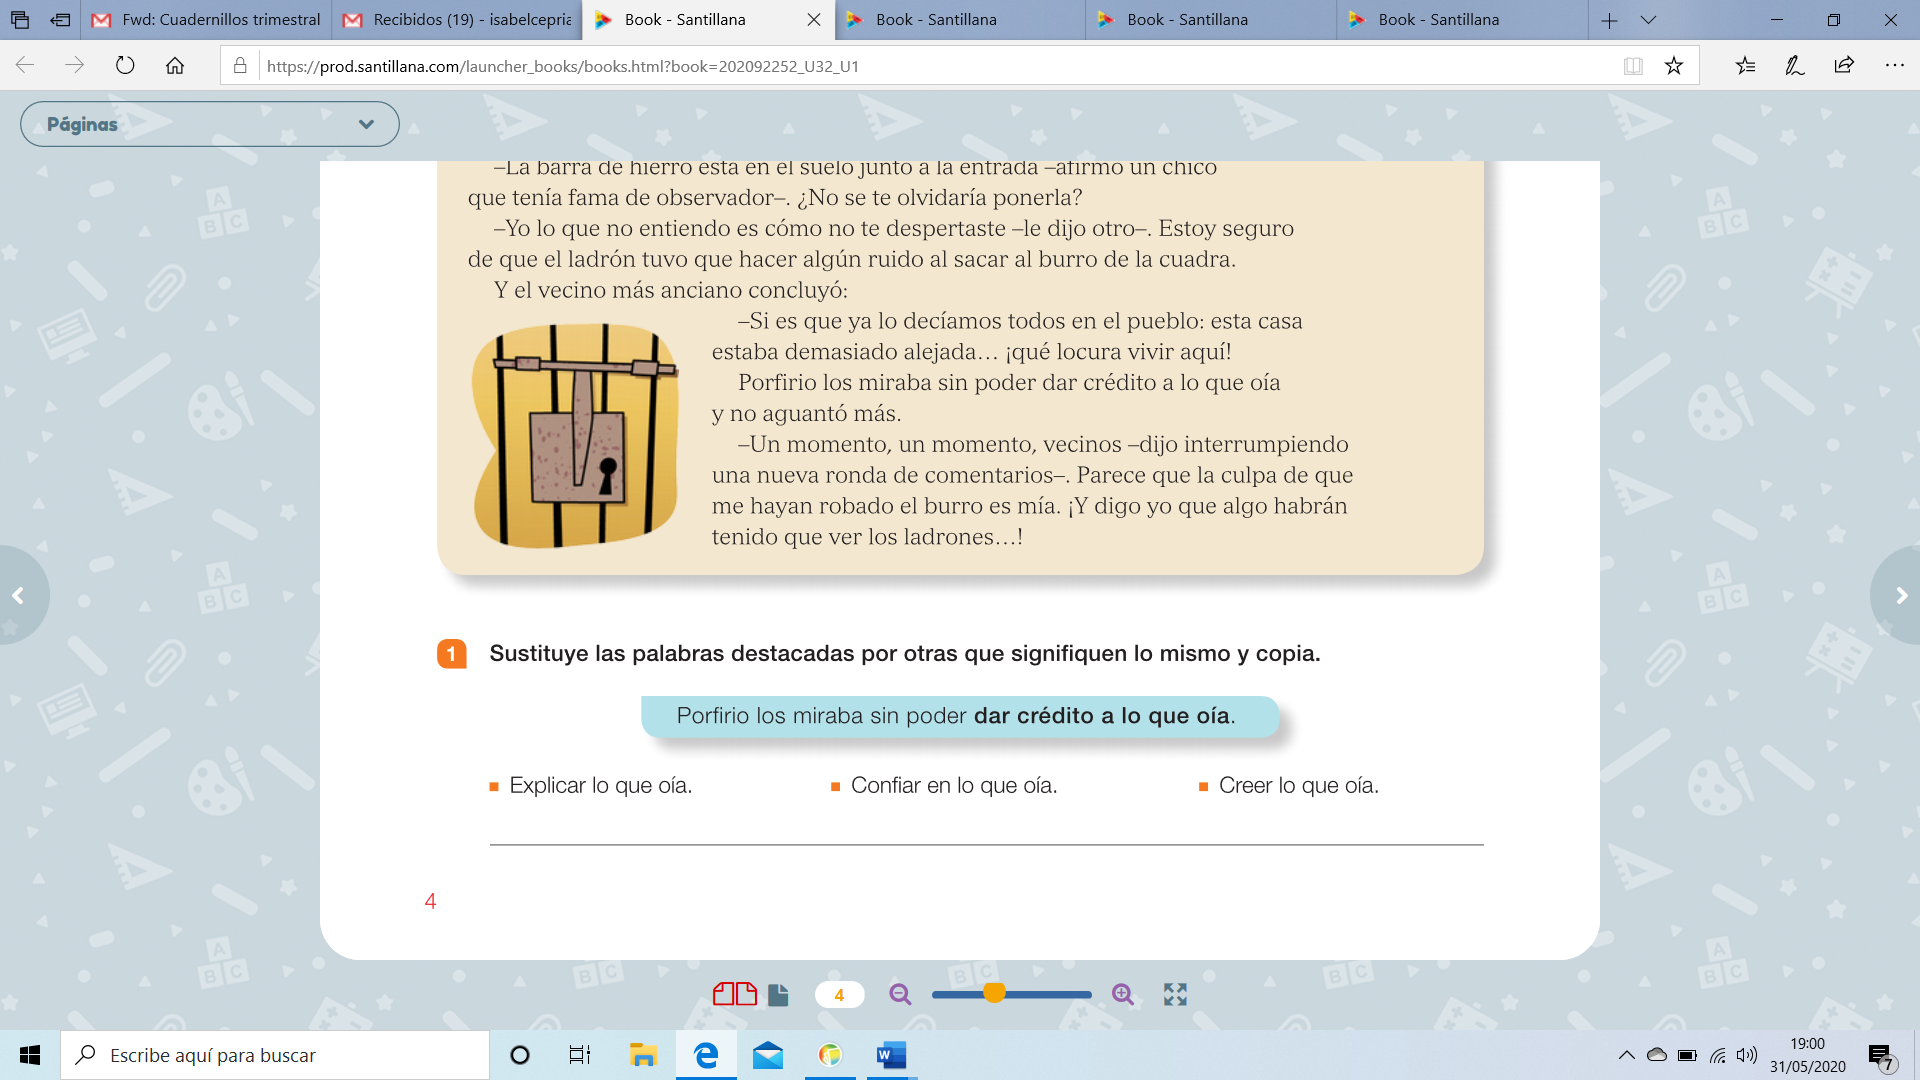 Fwd: Cuadernillos trimestral
Recibidos (19) - isabelcepria
Book - Santillana
Book - Santillana
Book - Santillana
Book - Santillana
https://prod.santillana.com/launcher_books/books.html?book=202092252_U32_U1
Páginas
–La barra de hierro está en el suelo junto a la entrada –afirmó un chico
que tenía fama de observador–. ¿No se te olvidaría ponerla?
–Yo lo que no entiendo es cómo no te despertaste –le dijo otro–. Estoy seguro
de que el ladrón tuvo que hacer algún ruido al sacar al burro de la cuadra.
Y el vecino más anciano concluyó:
–Si es que ya lo decíamos todos en el pueblo: esta casa
estaba demasiado alejada… ¡qué locura vivir aquí!
Porfirio los miraba sin poder dar crédito a lo que oía
y no aguantó más.
–Un momento, un momento, vecinos –dijo interrumpiendo
una nueva ronda de comentarios–. Parece que la culpa de que
me hayan robado el burro es mía. ¡Y digo yo que algo habrán
tenido que ver los ladrones…!
1 Sustituye las palabras destacadas por otras que signifiquen lo mismo y copia.
Porfirio los miraba sin poder dar crédito a lo que oía.
Explicar lo que oía. Confiar en lo que oía. Creer lo que oía.
4
4
Escribe aquí para buscar
19:00
31/05/2020
7